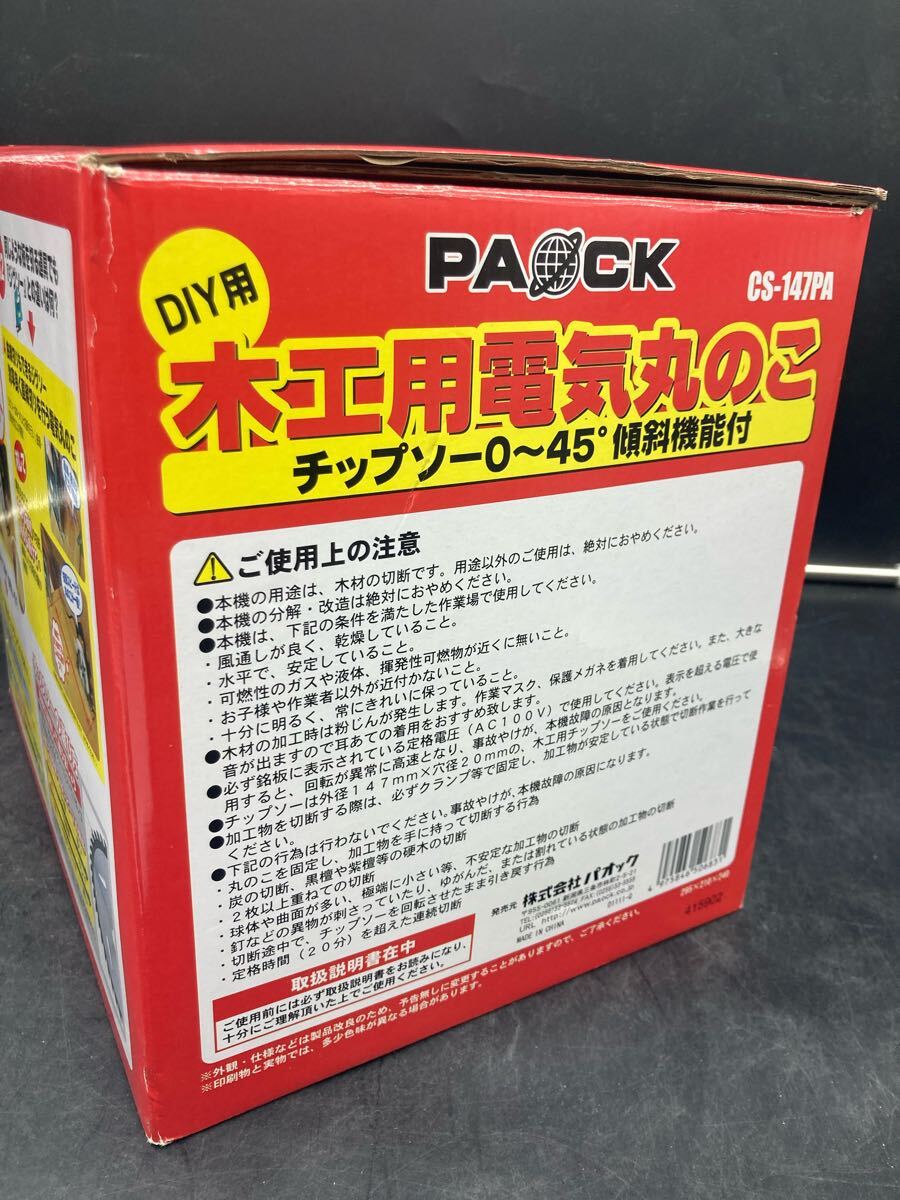 PAOCK
CS-147PA
DIY用
木工用電気丸のこ
チップソー0〜45°傾斜機能付
ご使用上の注意
●本機の用途は、木材の切断です。用途以外のご使用は、絶対におやめください。
●本機の分解・改造は絶対におやめください。
●本機は、下記の条件を満たした作業場で使用してください。
・風通しが良く、乾燥していること。
・水平で、安定していること。
・可燃性のガスや液体、揮発性可燃物が近くに無いこと。
・お子様や作業者以外が近付かないこと。
・十分に明るく、常にきれいに保っていること。
●木材の加工時は粉じんが発生します。作業マスク、保護メガネを着用してください。また、大きな
音が出ますので耳あての着用をおすすめ致します。
●必ず銘板に表示されている定格電圧(AC100V)で使用してください。表示を超える電圧で使
用すると、回転が異常に高速となり、事故やけが、本機故障の原因となります。
●チップソーは外径147mm×穴径20mmの、木工用チップソーをご使用ください。
●加工物を切断する際は、必ずクランプ等で固定し、加工物が安定している状態で切断作業を行って
ください。
●下記の行為は行わないでください。事故やけが、本機故障の原因になります。
・丸のこを固定し、加工物を手に持って切断する行為
・炭の切断、黒檀や紫檀等の硬木の切断
・2枚以上重ねての切断
・球体や曲面が多い、極端に小さい等、不安定な加工物の切断
・釘などの異物が刺さっていたり、ゆがんだ、または割れている状態の加工物の切断
・切断途中で、チップソーを回転させたまま引き戻す行為
・定格時間(20分)を超えた連続切断
取扱説明書在中
ご使用前には必ず取扱説明書をお読みになり、
十分にご理解頂いた上でご使用ください。
発売元 株式会社パオック
URL http://www.paock.co.jp
MADE IN CHINA
4 975846 506831
295×210×240
415902
※外観・仕様などは製品改良のため、予告無しに変更することがありますので、ご了承ください。
※印刷物と実物では、多少色味が異なる場合があります。